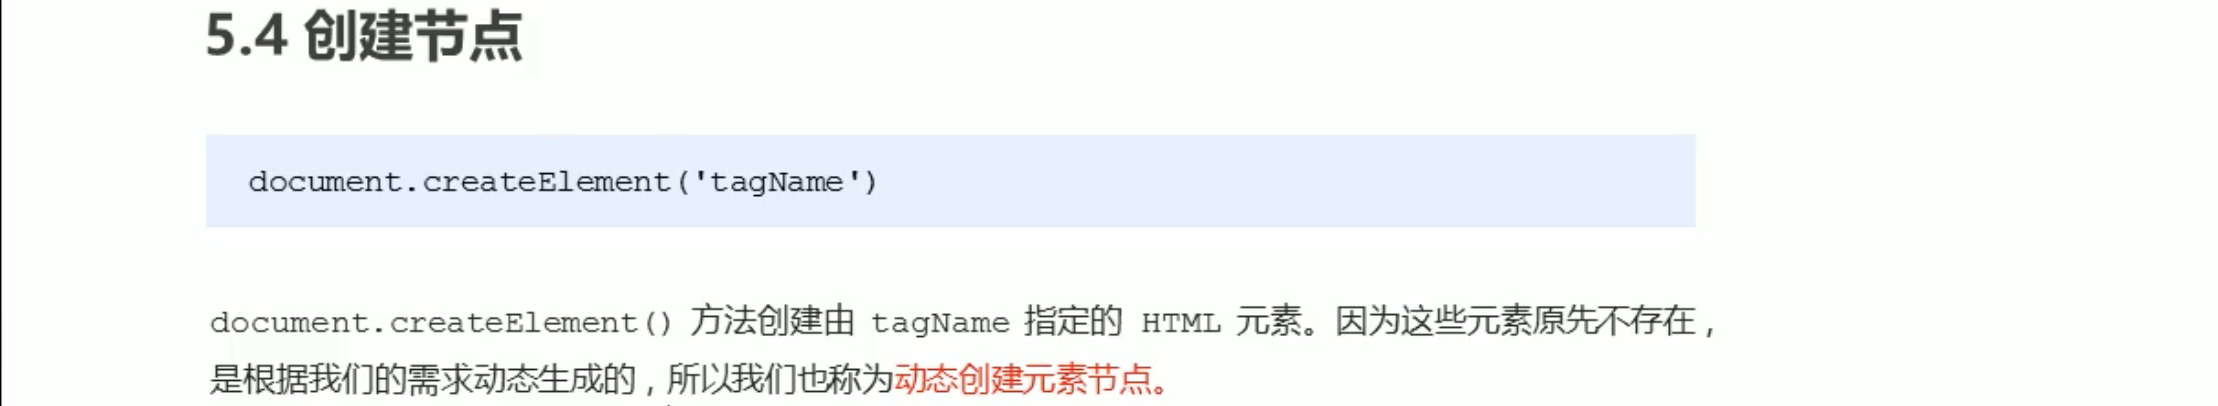 5.4 创建节点
document.createElement('tagName')
document.createElement() 方法创建由 tagName 指定的 HTML 元素。因为这些元素原先不存在，
是根据我们的需求动态生成的，所以我们也称为动态创建元素节点。